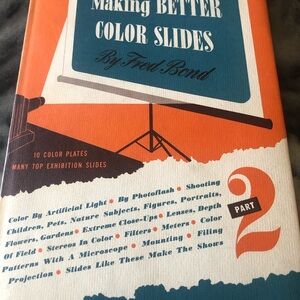 Making BETTER
COLOR SLIDES
By Fred Bond
10 COLOR PLATES
MANY TOP EXHIBITION SLIDES
PART
2
Color By Artificial Light • By Photoflash • Shooting
Children, Pets, Nature Subjects, Figures, Portraits,
Flowers, Gardens • Extreme Close-Ups • Lenses, Depth
Of Field • Stereos In Color • Filters • Meters • Color
Patterns With A Microscope • Mounting • Filing
Projection • Slides Like These Make The Shows